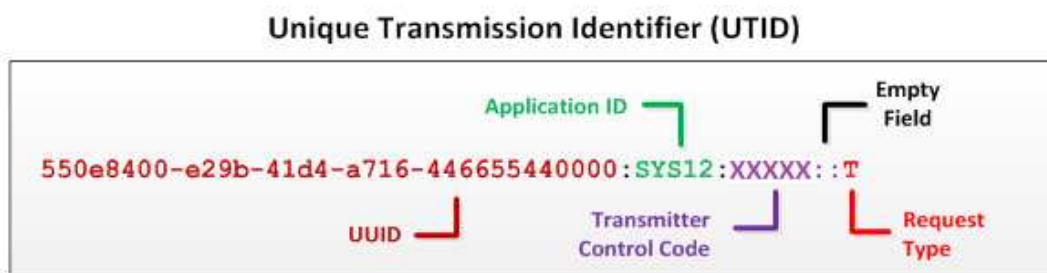 Unique Transmission Identifier (UTID)
Application ID
Empty
Field
550e8400-e29b-41d4-a716-446655440000:SYS12:XXXXX::T
UUID
Transmitter
Control Code
Request
Type